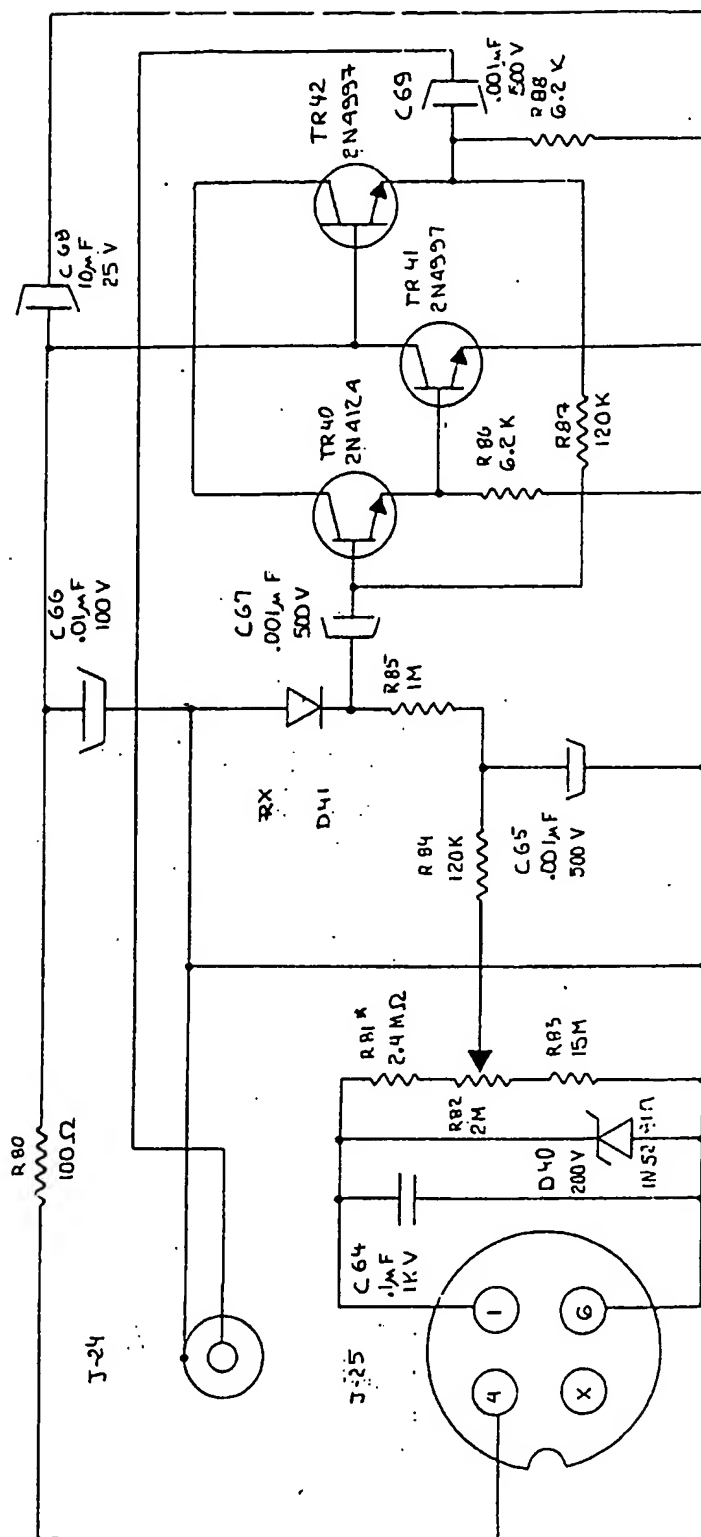 R80
100Ω
C66
.01μF
100V
C68
10μF
25V
J-24
RX
D41
C67
.001μF
500V
TR40
2N4124
TR42
2N4997
TR41
2N4997
C69
.001μF
500V
R88
6.2K
R85
1M
R86
6.2K
R87
120K
J-25
C64
.1μF
1KV
D40
200V
R81*
2.4MΩ
R82
2M
R83
15M
R84
120K
C65
.001μF
500V
4
1
X
G